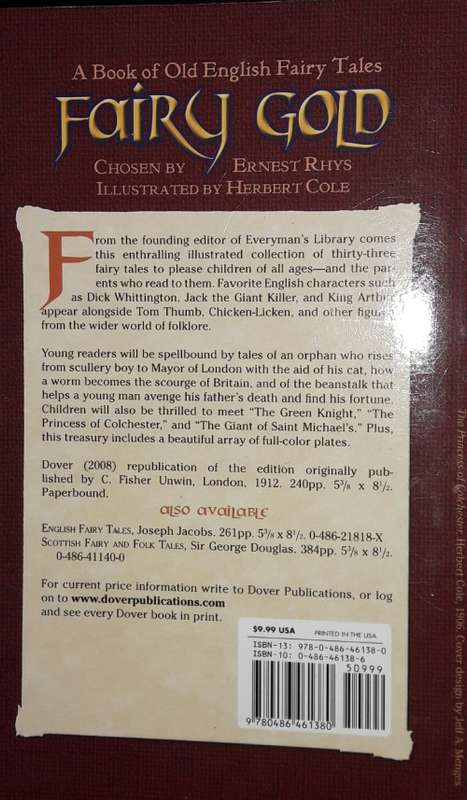 A Book of Old English Fairy Tales
FAIRY GOLD
CHOSEN BY ERNEST RHYS
ILLUSTRATED BY HERBERT COLE
From the founding editor of Everyman's Library comes
this enthralling illustrated collection of thirty-three
fairy tales to please children of all ages—and the par-
ents who read to them. Favorite English characters such
as Dick Whittington, Jack the Giant Killer, and King Arthur
appear alongside Tom Thumb, Chicken-Licken, and other figures
from the wider world of folklore.
Young readers will be spellbound by tales of an orphan who rises
from scullery boy to Mayor of London with the aid of his cat, how
a worm becomes the scourge of Britain, and of the beanstalk that
helps a young man avenge his father's death and find his fortune.
Children will also be thrilled to meet "The Green Knight," "The
Princess of Colchester," and "The Giant of Saint Michael's." Plus,
this treasury includes a beautiful array of full-color plates.
Dover (2008) republication of the edition originally pub-
lished by C. Fisher Unwin, London, 1912. 240pp. 5⅜ x 8½.
Paperbound.
also available
ENGLISH FAIRY TALES, Joseph Jacobs. 261pp. 5⅜ x 8½. 0-486-21818-X
SCOTTISH FAIRY AND FOLK TALES, Sir George Douglas. 384pp. 5⅜ x 8½.
0-486-41140-0
For current price information write to Dover Publications, or log
on to www.doverpublications.com
and see every Dover book in print.
$9.99 USA PRINTED IN THE USA
ISBN-13: 978-0-486-46138-0
ISBN-10: 0-486-46138-6
50999
9 780486 461380
The Princess of Colchester, Herbert Cole, 1906. Cover design by Jeff A. Menges